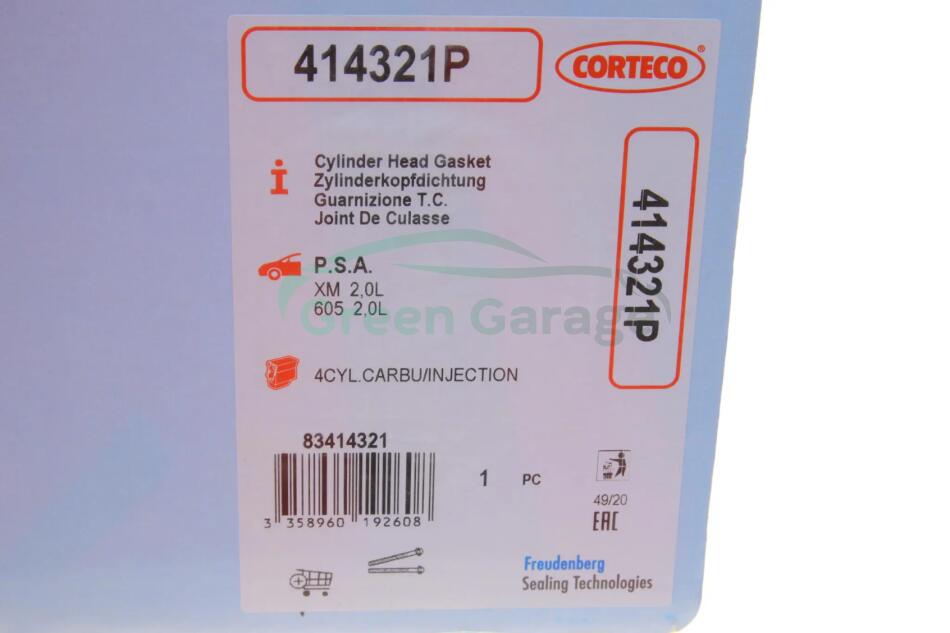 414321P
CORTECO®
414321P
i
Cylinder Head Gasket
Zylinderkopfdichtung
Guarnizione T.C.
Joint De Culasse
P.S.A.
XM 2,0L
605 2,0L
Green Garage
4CYL.CARBU/INJECTION
83414321
3 358960 192608
1 PC
49/20
EAC
Freudenberg
Sealing Technologies